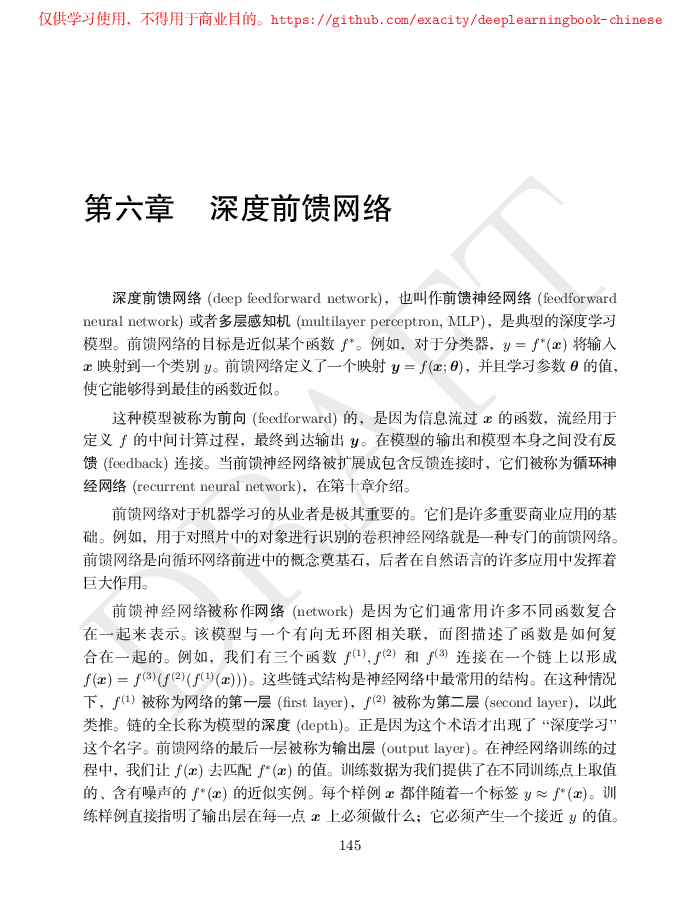 仅供学习使用，不得用于商业目的。https://github.com/exacity/deeplearningbook-chinese
第六章 深度前馈网络
深度前馈网络 (deep feedforward network)，也叫作前馈神经网络 (feedforward
neural network) 或者多层感知机 (multilayer perceptron, MLP)，是典型的深度学习
模型。前馈网络的目标是近似某个函数 f*。例如，对于分类器，y = f*(x) 将输入
x 映射到一个类别 y。前馈网络定义了一个映射 y = f(x; θ)，并且学习参数 θ 的值，
使它能够得到最佳的函数近似。
这种模型被称为前向 (feedforward) 的，是因为信息流过 x 的函数，流经用于
定义 f 的中间计算过程，最终到达输出 y。在模型的输出和模型本身之间没有反
馈 (feedback) 连接。当前馈神经网络被扩展成包含反馈连接时，它们被称为循环神
经网络 (recurrent neural network)，在第十章介绍。
前馈网络对于机器学习的从业者是极其重要的。它们是许多重要商业应用的基
础。例如，用于对照片中的对象进行识别的卷积神经网络就是一种专门的前馈网络。
前馈网络是向循环网络前进中的概念奠基石，后者在自然语言的许多应用中发挥着
巨大作用。
前馈神经网络被称作网络 (network) 是因为它们通常用许多不同函数复合
在一起来表示。该模型与一个有向无环图相关联，而图描述了函数是如何复
合在一起的。例如，我们有三个函数 f⁽¹⁾, f⁽²⁾ 和 f⁽³⁾ 连接在一个链上以形成
f(x) = f⁽³⁾(f⁽²⁾(f⁽¹⁾(x)))。这些链式结构是神经网络中最常用的结构。在这种情况
下，f⁽¹⁾ 被称为网络的第一层 (first layer)，f⁽²⁾ 被称为第二层 (second layer)，以此
类推。链的全长称为模型的深度 (depth)。正是因为这个术语才出现了 “深度学习”
这个名字。前馈网络的最后一层被称为输出层 (output layer)。在神经网络训练的过
程中，我们让 f(x) 去匹配 f*(x) 的值。训练数据为我们提供了在不同训练点上取值
的、含有噪声的 f*(x) 的近似实例。每个样例 x 都伴随着一个标签 y ≈ f*(x)。训
练样例直接指明了输出层在每一点 x 上必须做什么；它必须产生一个接近 y 的值。
145
DRAFT